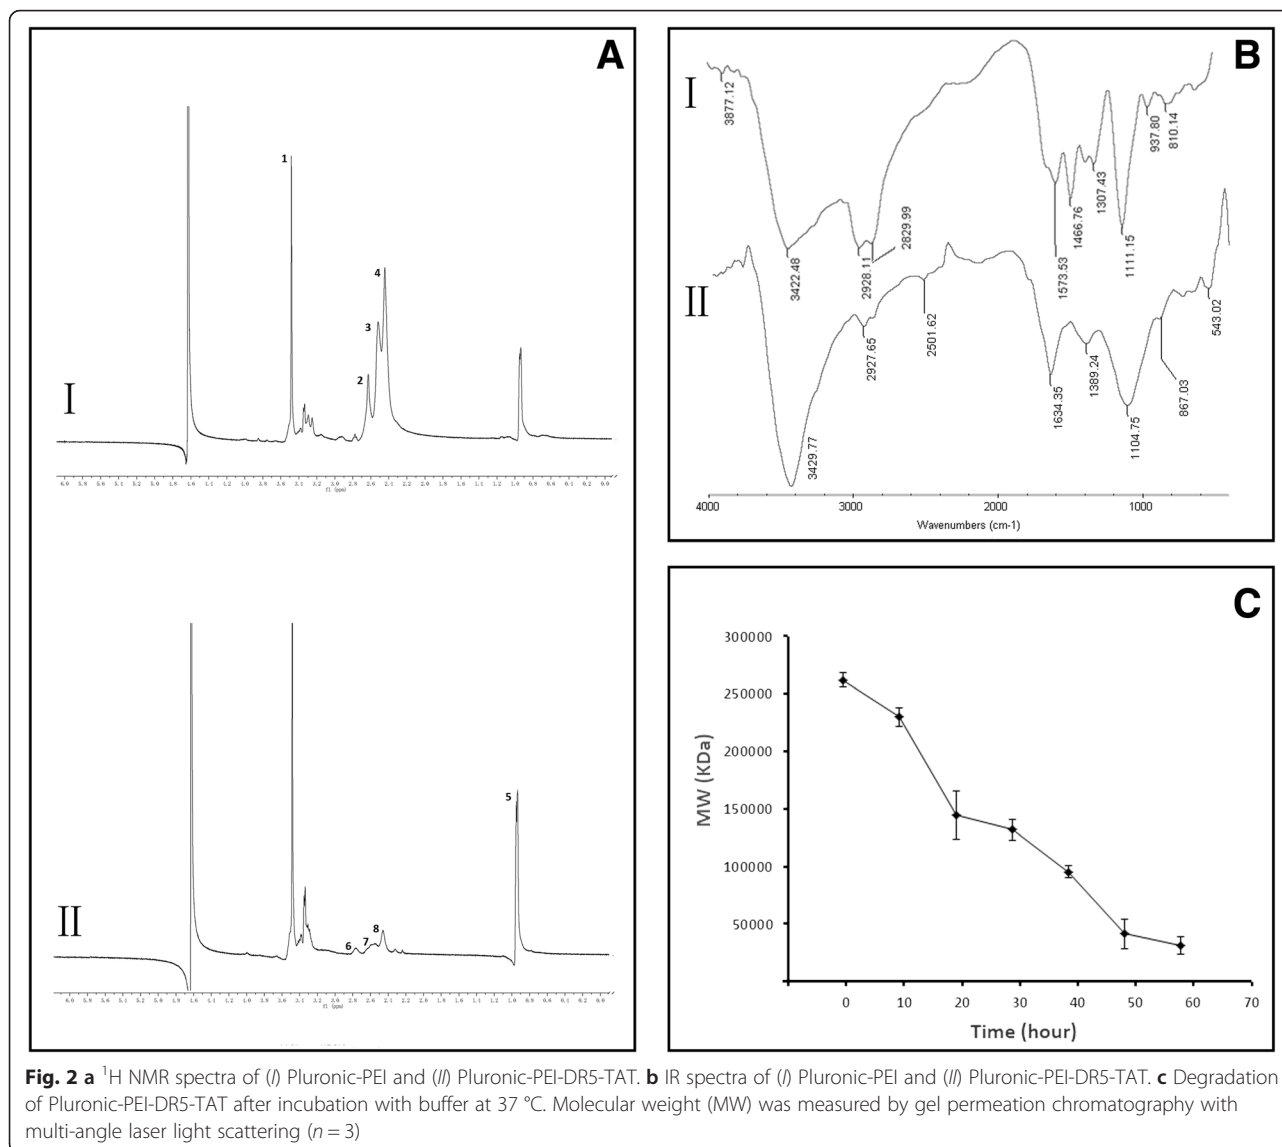 A
1
4
3
2
I
f1 (ppm)
5
6
7
8
II
f1 (ppm)
B
I
3877.12
3422.48
2928.11
2829.99
1573.53
1466.76
1307.43
1111.15
937.80
810.14
II
3429.77
2927.65
2501.62
1634.35
1389.24
1104.75
867.03
543.02
4000 3000 2000 1000
Wavenumbers (cm-1)
C
300000
250000
200000
150000
100000
50000
MW (KDa)
0 10 20 30 40 50 60 70
Time (hour)
Fig. 2 a ¹H NMR spectra of (I) Pluronic-PEI and (II) Pluronic-PEI-DR5-TAT. b IR spectra of (I) Pluronic-PEI and (II) Pluronic-PEI-DR5-TAT. c Degradation
of Pluronic-PEI-DR5-TAT after incubation with buffer at 37 °C. Molecular weight (MW) was measured by gel permeation chromatography with
multi-angle laser light scattering (n = 3)